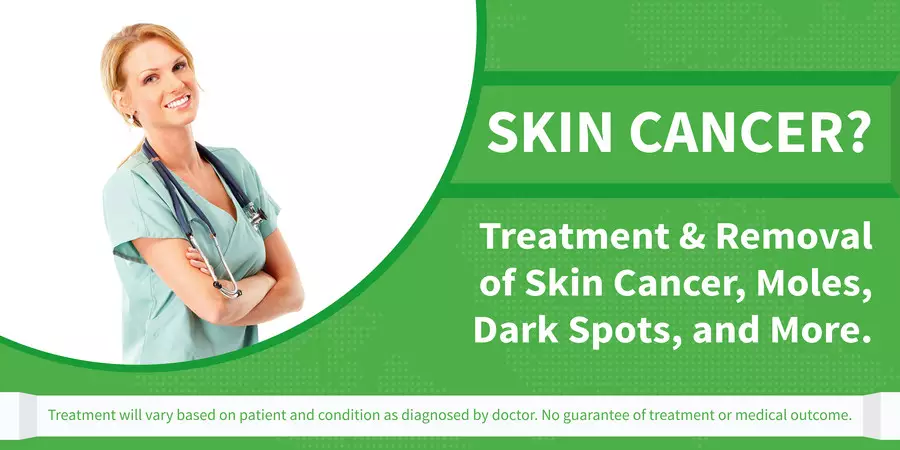 SKIN CANCER?
Treatment & Removal
of Skin Cancer, Moles,
Dark Spots, and More.
Treatment will vary based on patient and condition as diagnosed by doctor. No guarantee of treatment or medical outcome.